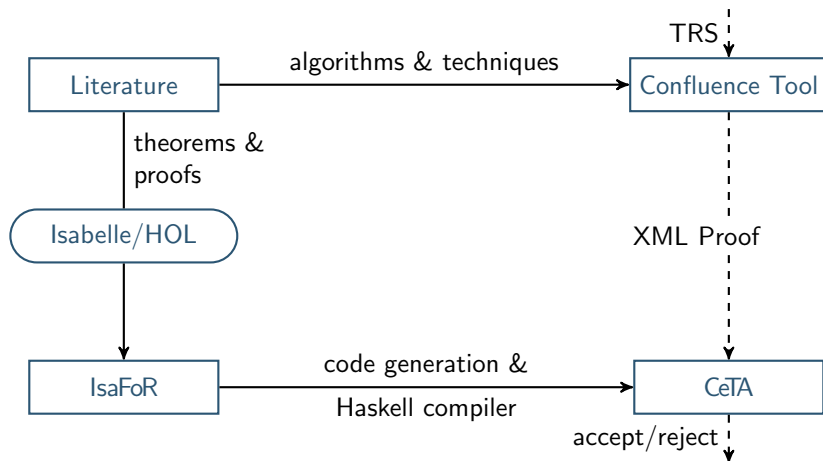 TRS
Literature
algorithms & techniques
Confluence Tool
theorems &
proofs
Isabelle/HOL
XML Proof
IsaFoR
code generation &
Haskell compiler
CeTA
accept/reject